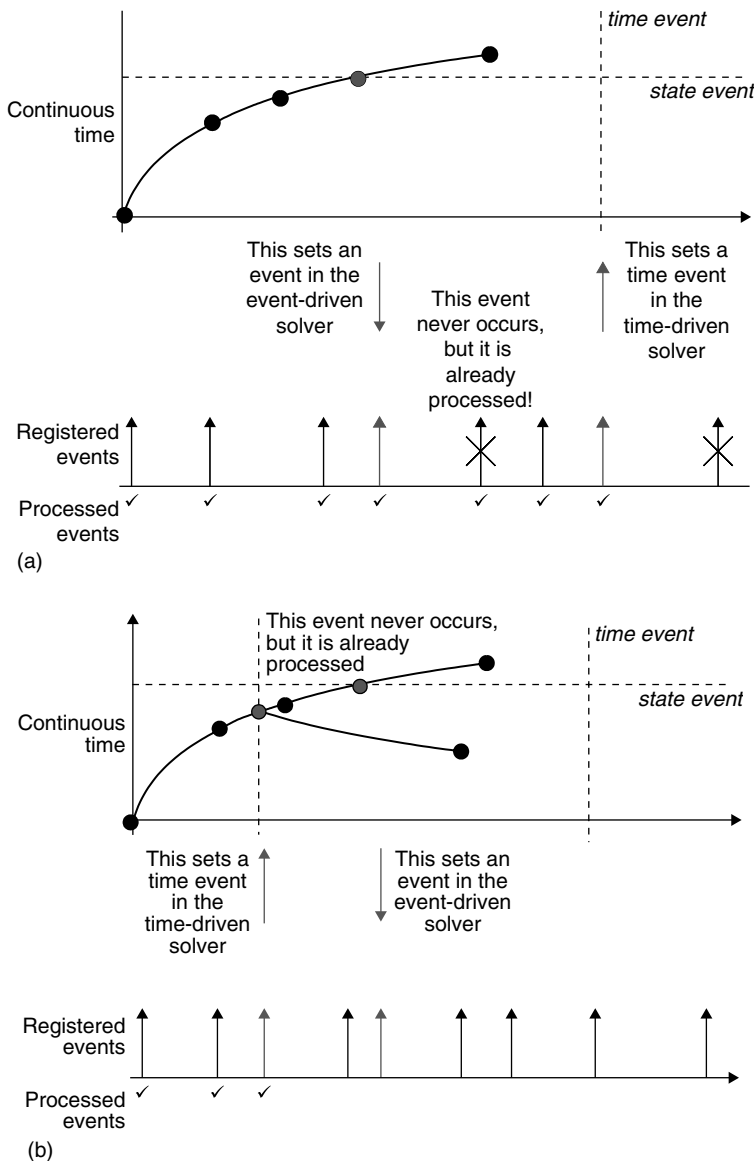 time event
state event
Continuous
time
This sets an
event in the
event-driven
solver
This event
never occurs,
but it is
already
processed!
This sets a
time event
in the
time-driven
solver
Registered
events
Processed
events
(a)
This event never occurs,
but it is already
processed
time event
state event
Continuous
time
This sets a
time event
in the
time-driven
solver
This sets an
event in the
event-driven
solver
Registered
events
Processed
events
(b)